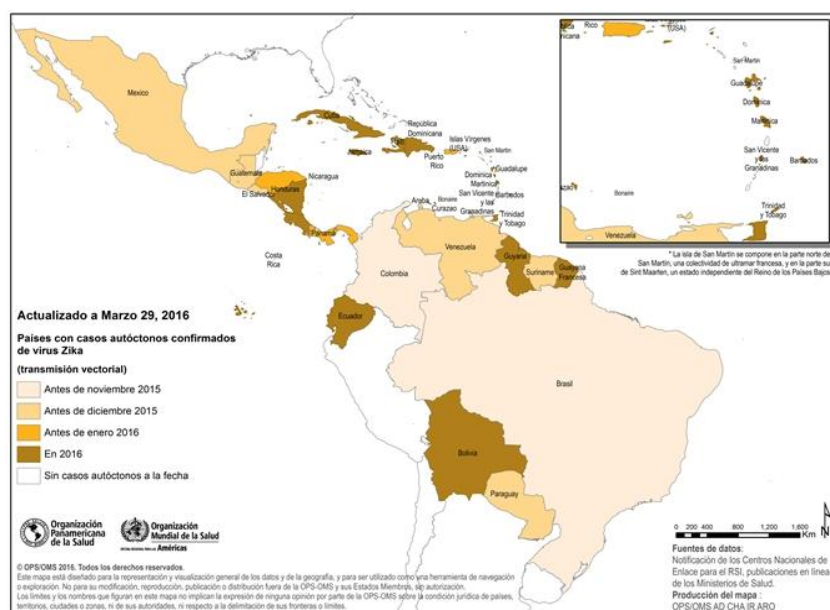 Mexico
Guatemala
Honduras
El Salvador
Nicaragua
Costa
Rica
Panama
Cuba
Jamaica
Haiti
República
Dominicana
Puerto
Rico
Islas Vírgenes
(USA)
San Martin
Guadalupe
Dominica
Martinica
San Vicente
y las
Granadinas
Barbados
Aruba
Bonaire
Curazao
Trinidad
y Tobago
Venezuela
Colombia
Guyana
Suriname
Guayana
Francesa
Ecuador
Brasil
Bolivia
Paraguay
Rico
(USA)
San Martin
Guadalupe
Dominica
Martinica
San Vicente
y las
Granadinas
Barbados
Bonaire
Trinidad
y Tobago
Venezuela
* La isla de San Martín se compone en la parte norte de
San Martín, una colectividad de ultramar francesa, y en la parte su
de Sint Maarten, un estado independiente del Reino de los Países Bajos
Actualizado a Marzo 29, 2016
Países con casos autóctonos confirmados
de virus Zika
(transmisión vectorial)
Antes de noviembre 2015
Antes de diciembre 2015
Antes de enero 2016
En 2016
Sin casos autóctonos a la fecha
Organización
Panamericana
de la Salud
Organización
Mundial de la Salud
Américas
© OPS/OMS 2016. Todos los derechos reservados.
Este mapa está diseñado para la representación y visualización general de los datos y de la geografía, y para ser utilizado como una herramienta de navegación
o exploración. No para su modificación, reproducción, publicación o distribución fuera de la OPS-OMS y sus Estados Miembros, sin autorización.
Los límites y los nombres que figuran en este mapa no implican la expresión de ninguna opinión por parte de la OPS-OMS sobre la condición jurídica de países,
territorios, ciudades o zonas, ni de sus autoridades, ni respecto a la delimitación de sus fronteras o límites.
N
0 200 400 800 1,200 1,600
Km
Fuentes de datos:
Notificación de los Centros Nacionales de
Enlace para el RSI, publicaciones en línea
de los Ministerios de Salud.
Producción del mapa :
OPS/OMS AD CHA IR ARO